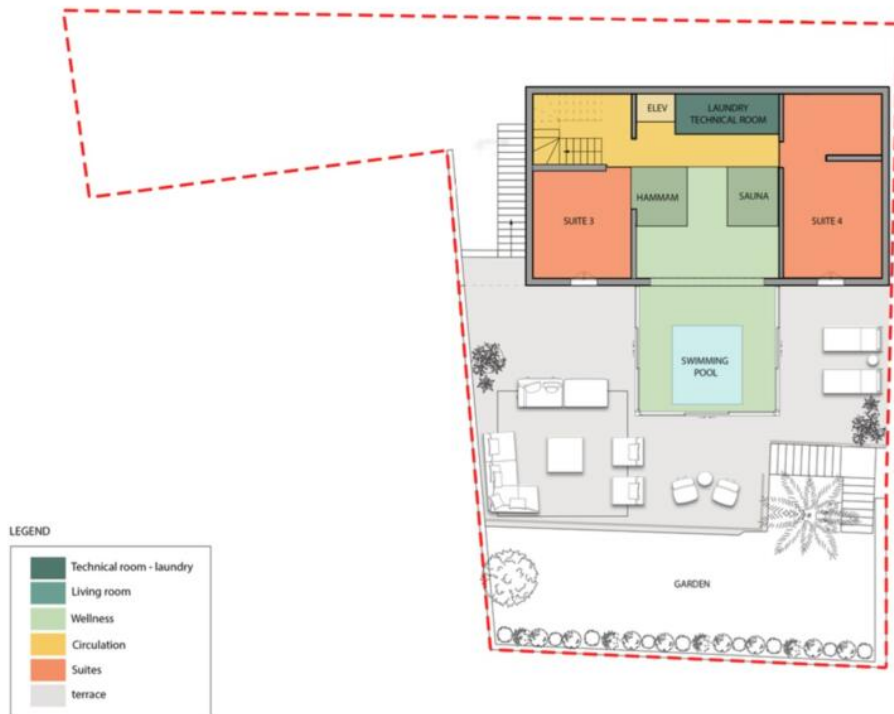 ELEV
LAUNDRY
TECHNICAL ROOM
HAMMAM
SAUNA
SUITE 3
SUITE 4
SWIMMING
POOL
GARDEN
LEGEND
Technical room - laundry
Living room
Wellness
Circulation
Suites
terrace